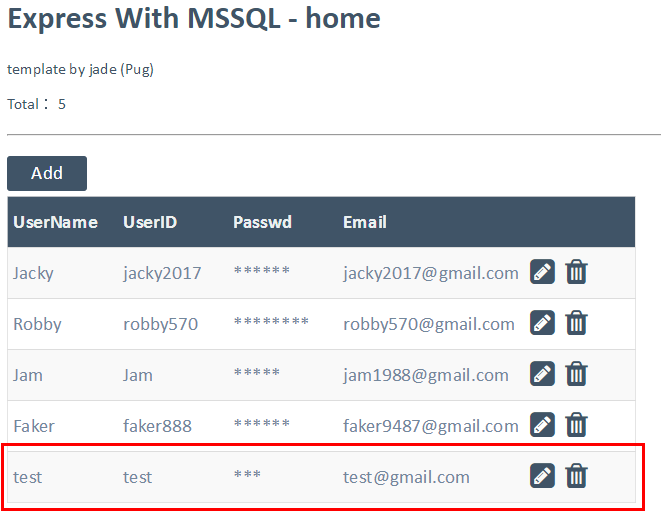 Express With MSSQL - home
template by jade (Pug)
Total： 5
Add
UserName UserID Passwd Email
Jacky jacky2017 ****** jacky2017@gmail.com
Robby robby570 ******** robby570@gmail.com
Jam Jam ***** jam1988@gmail.com
Faker faker888 ****** faker9487@gmail.com
test test *** test@gmail.com